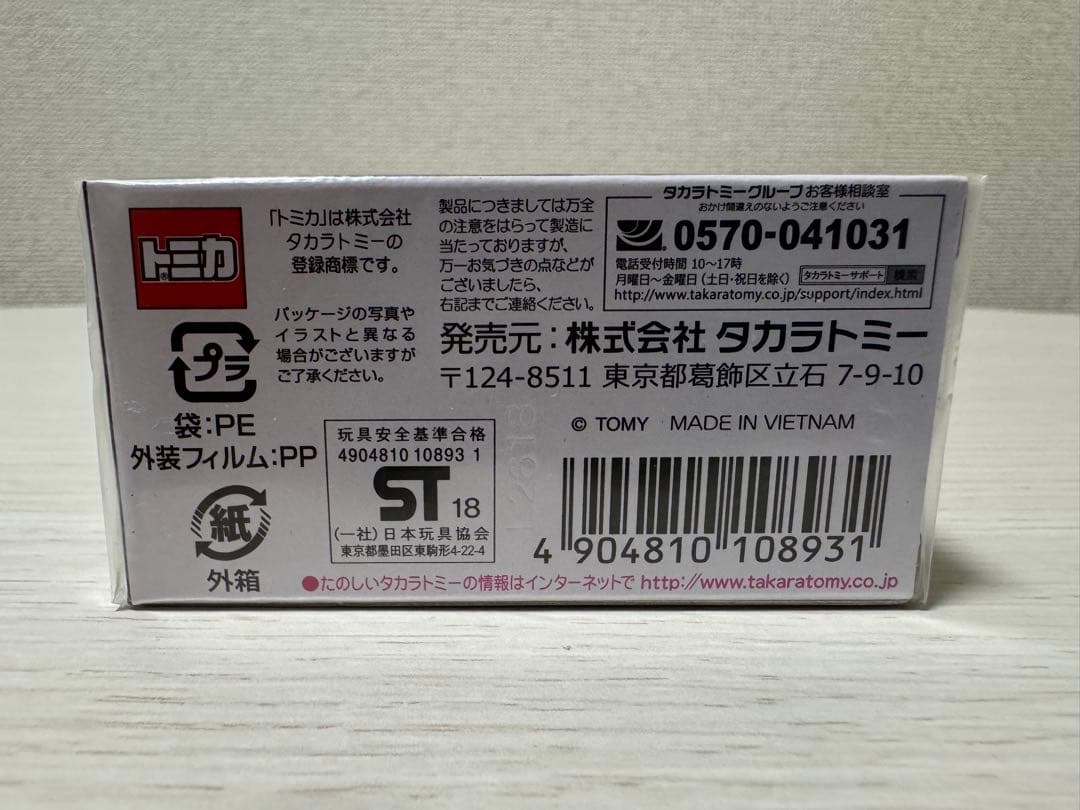 トミカ®
「トミカ」は株式会社
タカラトミーの
登録商標です。
パッケージの写真や
イラストと異なる
場合がございますが
ご了承ください。
プラ
袋:PE
外装フィルム:PP
紙
外箱
製品につきましては万全
の注意をはらって製造に
当たっておりますが、
万一お気づきの点などが
ございましたら、
右記までご連絡ください。
タカラトミーグループ お客様相談室
おかけ間違えのないようご注意ください
0570-041031
電話受付時間 10〜17時
月曜日〜金曜日(土日・祝日を除く) タカラトミーサポート 検索
http://www.takaratomy.co.jp/support/index.html
発売元:株式会社 タカラトミー
〒124-8511 東京都葛飾区立石 7-9-10
© TOMY MADE IN VIETNAM
玩具安全基準合格
4904810 10893 1
ST 18
(一社)日本玩具協会
東京都墨田区東駒形4-22-4
4 904810 108931
●たのしいタカラトミーの情報はインターネットで http://www.takaratomy.co.jp